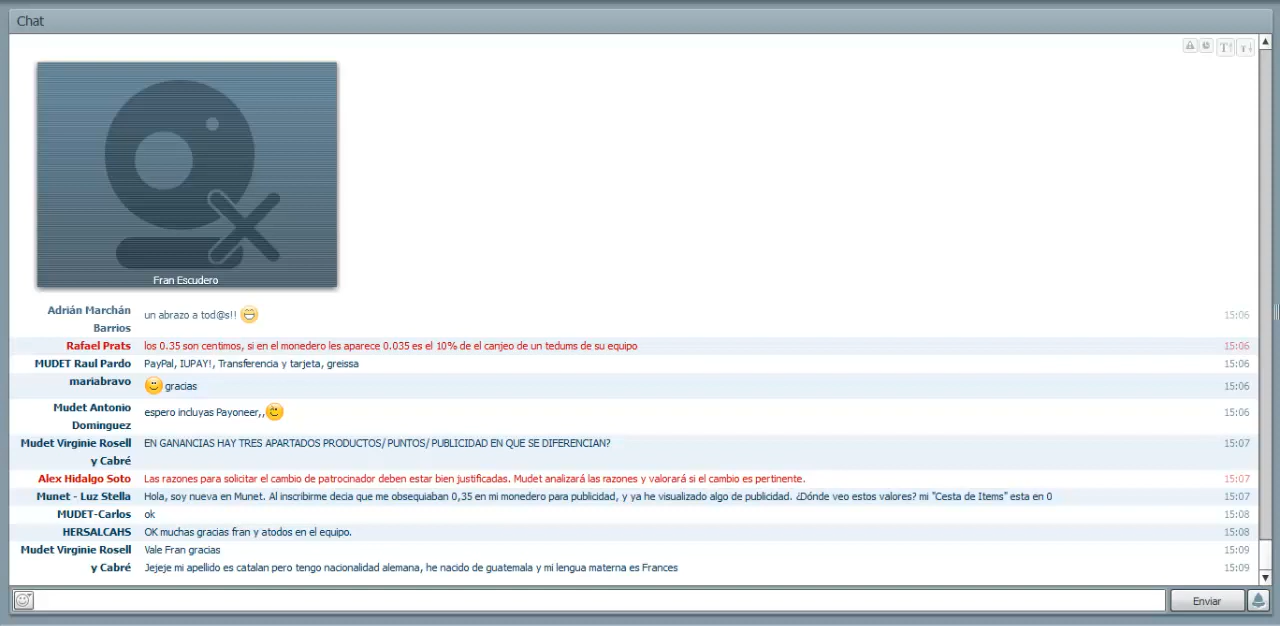 Chat
Fran Escudero
Adrián Marchán
Barrios
un abrazo a tod@s!!
15:06
Rafael Prats
los 0.35 son centimos, si en el monedero les aparece 0.035 es el 10% de el canjeo de un tedums de su equipo
15:06
MUDET Raul Pardo
PayPal, IUPAY!, Transferencia y tarjeta, greissa
15:06
mariabravo
gracias
15:06
Mudet Antonio
Dominguez
espero incluyas Payoneer,,
15:06
Mudet Virginie Rosell
y Cabré
EN GANANCIAS HAY TRES APARTADOS PRODUCTOS/ PUNTOS/ PUBLICIDAD EN QUE SE DIFERENCIAN?
15:07
Alex Hidalgo Soto
Las razones para solicitar el cambio de patrocinador deben estar bien justificadas. Mudet analizará las razones y valorará si el cambio es pertinente.
15:07
Munet - Luz Stella
Hola, soy nueva en Munet. Al inscribirme decia que me obsequiaban 0,35 en mi monedero para publicidad, y ya he visualizado algo de publicidad. ¿Dónde veo estos valores? mi "Cesta de Items" esta en 0
15:07
MUDET-Carlos
ok
15:08
HERSALCAHS
OK muchas gracias fran y atodos en el equipo.
15:08
Mudet Virginie Rosell
y Cabré
Vale Fran gracias
15:09
Jejeje mi apellido es catalan pero tengo nacionalidad alemana, he nacido de guatemala y mi lengua materna es Frances
15:09
Enviar